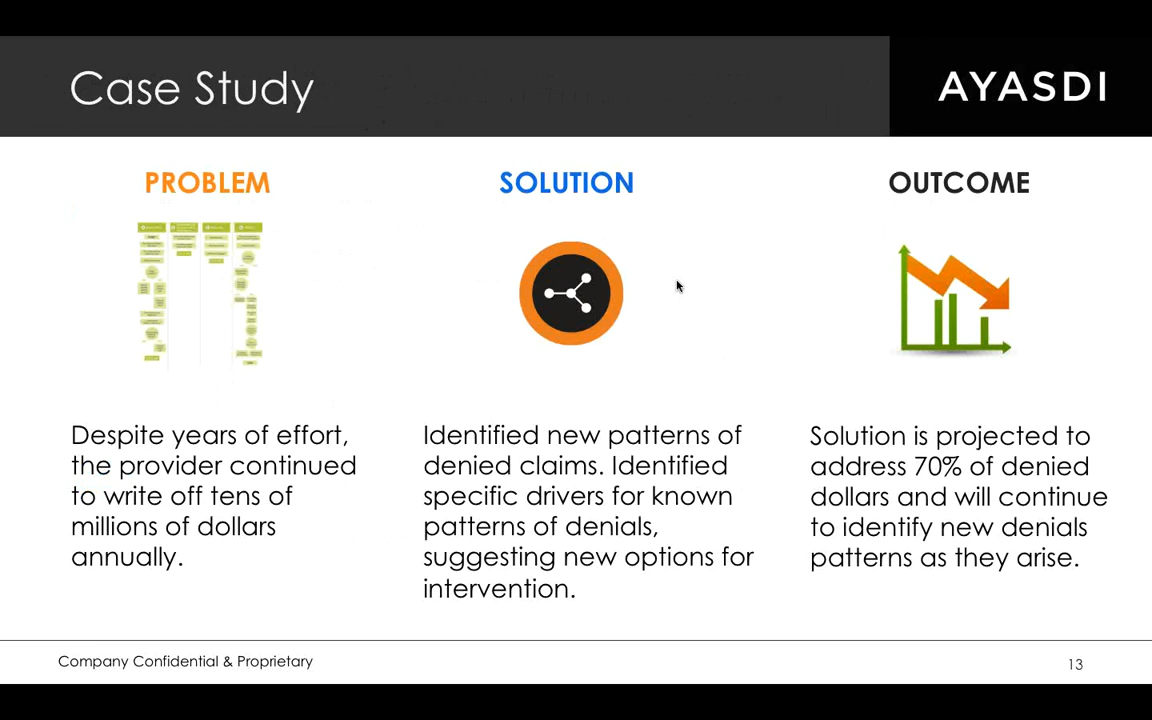 Case Study
AYASDI
PROBLEM
Despite years of effort,
the provider continued
to write off tens of
millions of dollars
annually.
SOLUTION
Identified new patterns of
denied claims. Identified
specific drivers for known
patterns of denials,
suggesting new options for
intervention.
OUTCOME
Solution is projected to
address 70% of denied
dollars and will continue
to identify new denials
patterns as they arise.
Company Confidential & Proprietary
13